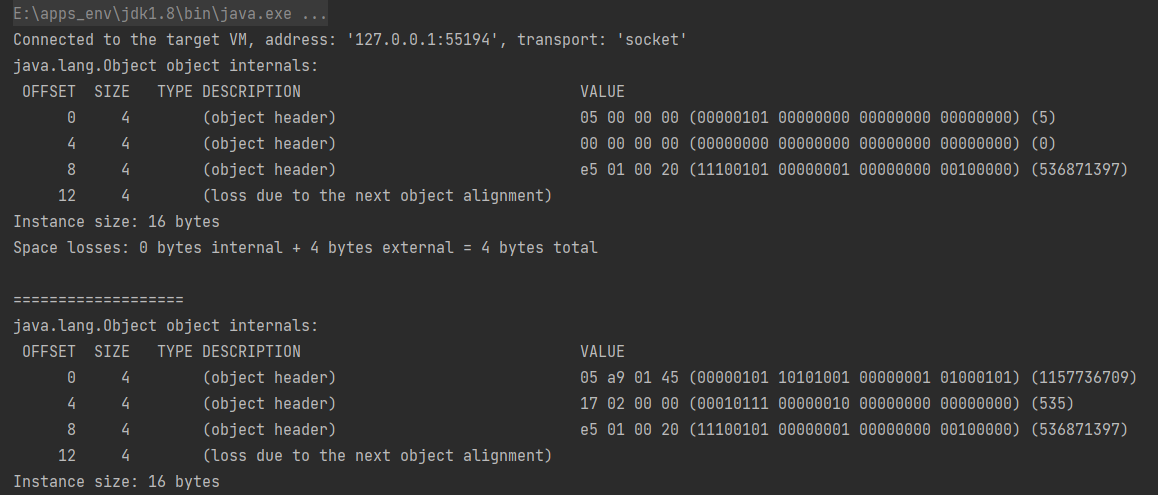 E:\apps_env\jdk1.8\bin\java.exe ...
Connected to the target VM, address: '127.0.0.1:55194', transport: 'socket'
java.lang.Object object internals:
 OFFSET  SIZE   TYPE DESCRIPTION                               VALUE
      0     4        (object header)                           05 00 00 00 (00000101 00000000 00000000 00000000) (5)
      4     4        (object header)                           00 00 00 00 (00000000 00000000 00000000 00000000) (0)
      8     4        (object header)                           e5 01 00 20 (11100101 00000001 00000000 00100000) (536871397)
     12     4        (loss due to the next object alignment)
Instance size: 16 bytes
Space losses: 0 bytes internal + 4 bytes external = 4 bytes total

===================
java.lang.Object object internals:
 OFFSET  SIZE   TYPE DESCRIPTION                               VALUE
      0     4        (object header)                           05 a9 01 45 (00000101 10101001 00000001 01000101) (1157736709)
      4     4        (object header)                           17 02 00 00 (00010111 00000010 00000000 00000000) (535)
      8     4        (object header)                           e5 01 00 20 (11100101 00000001 00000000 00100000) (536871397)
     12     4        (loss due to the next object alignment)
Instance size: 16 bytes